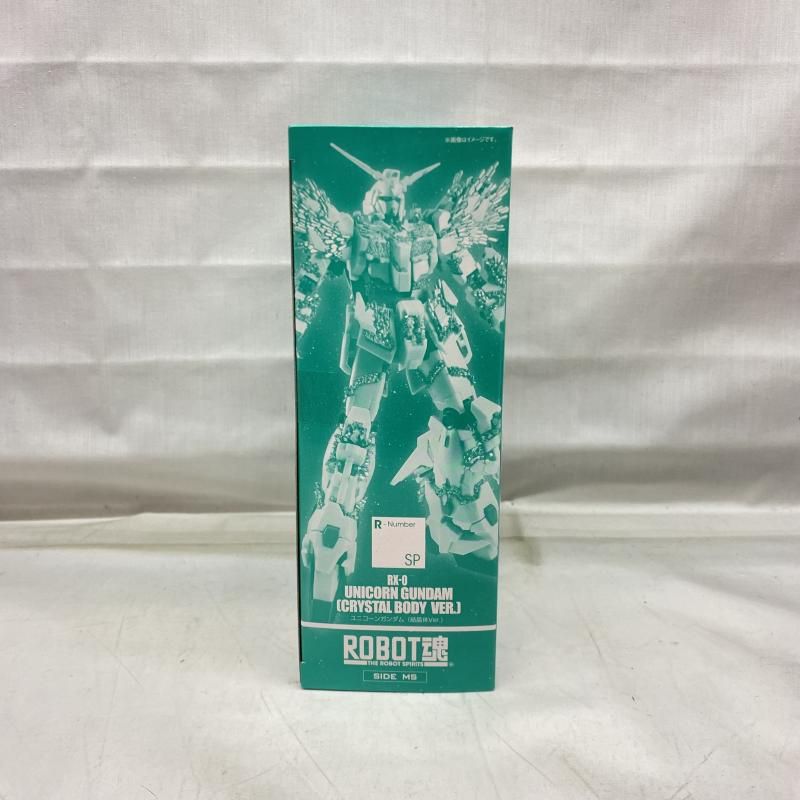 ※画像はイメージです。
R-Number
SP
RX-0
UNICORN GUNDAM
[CRYSTAL BODY VER.]
ユニコーンガンダム(結晶体Ver.)
ROBOT魂
THE ROBOT SPIRITS
SIDE MS